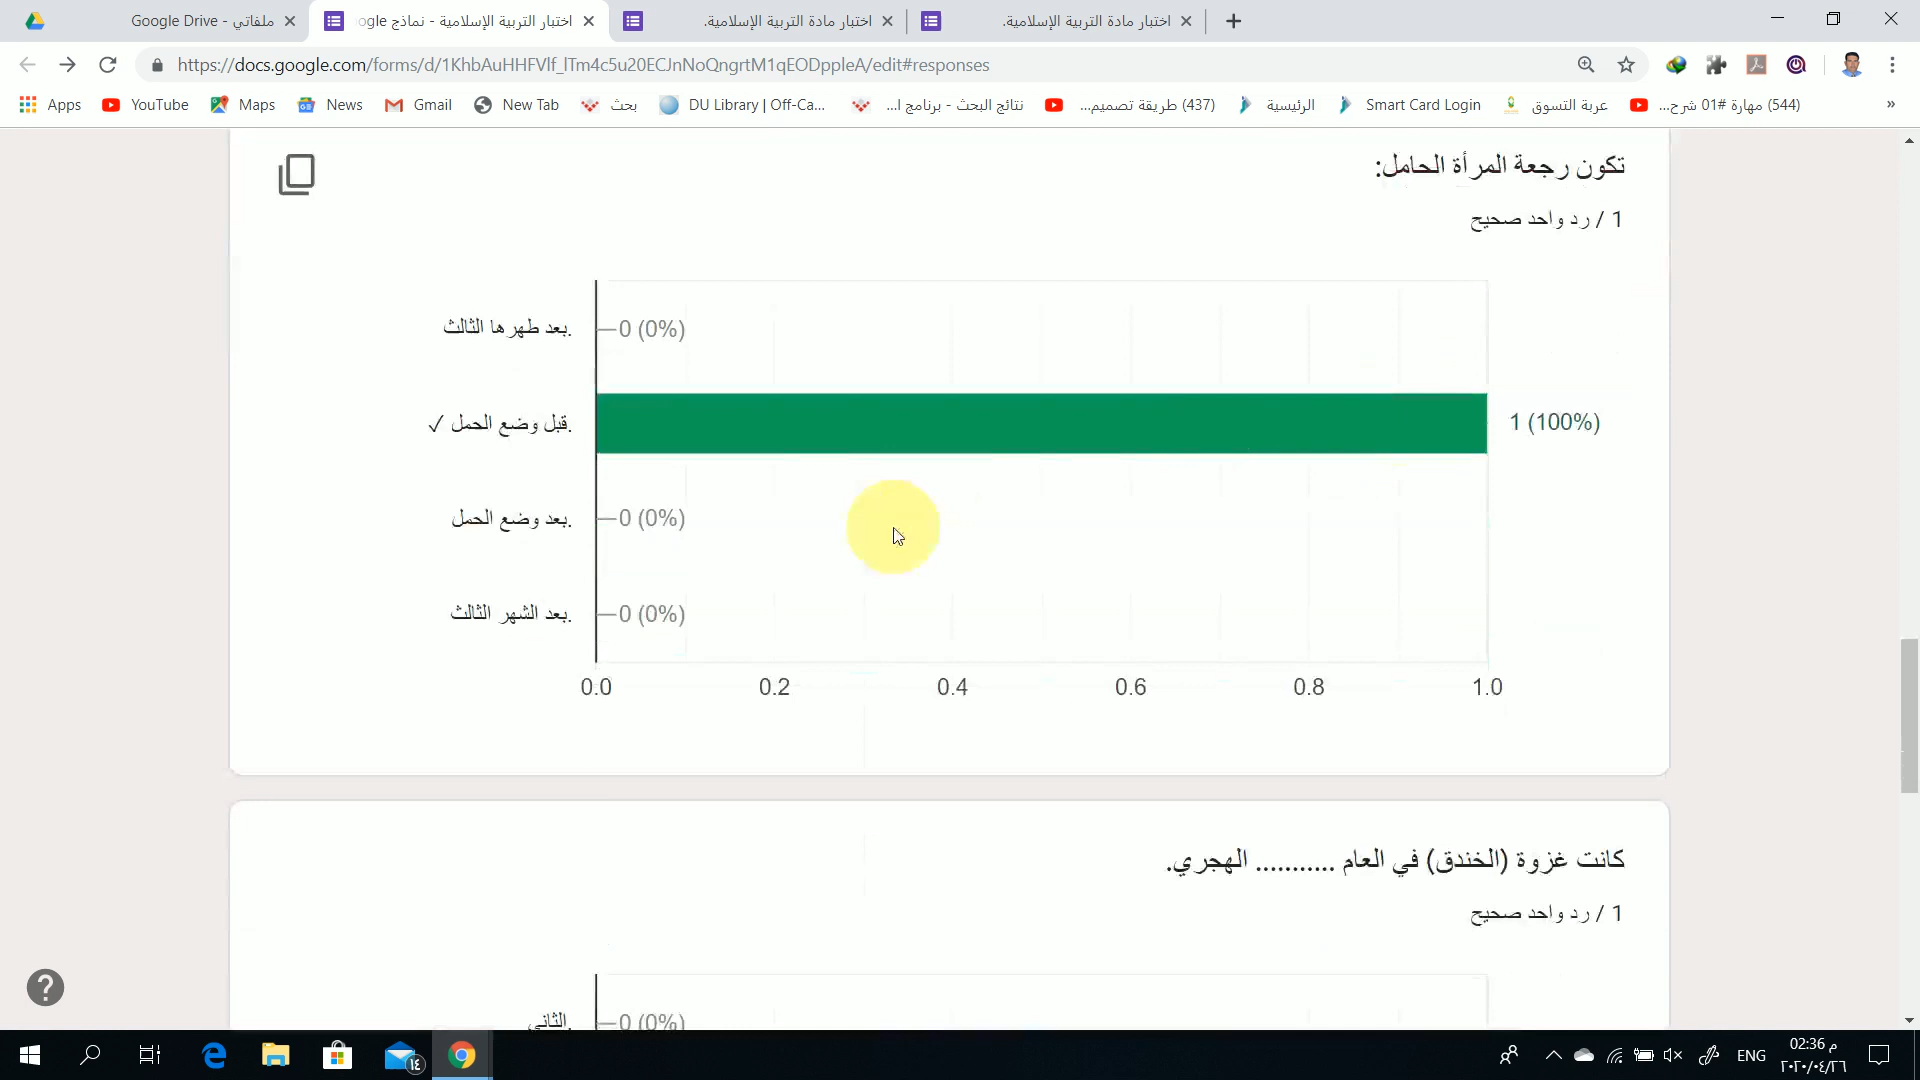 ملفاتي - Google Drive
اختبار التربية الإسلامية - نماذج ogle
اختبار مادة التربية الإسلامية.
اختبار مادة التربية الإسلامية.
https://docs.google.com/forms/d/1KhbAuHHFVlf_lTm4c5u20ECJnNoQngrtM1qEODppleA/edit#responses
Apps
YouTube
Maps
News
Gmail
New Tab
بحث
DU Library | Off-Ca...
نتائج البحث - برنامج ا...
(437) طريقة تصميم...
الرئيسية
Smart Card Login
عربة التسوق
(544) مهارة #01 شرح...
»
تكون رجعة المرأة الحامل:
1 / رد واحد صحيح
بعد طهرها الثالث.
0 (0%)
قبل وضع الحمل. ✓
1 (100%)
بعد وضع الحمل.
0 (0%)
بعد الشهر الثالث.
0 (0%)
0.0 0.2 0.4 0.6 0.8 1.0
كانت غزوة (الخندق) في العام ........... الهجري.
1 / رد واحد صحيح
الثاني.
0 (0%)
?
١٤
ENG
02:36 م
٢٠٢٠/٠٤/٢٦